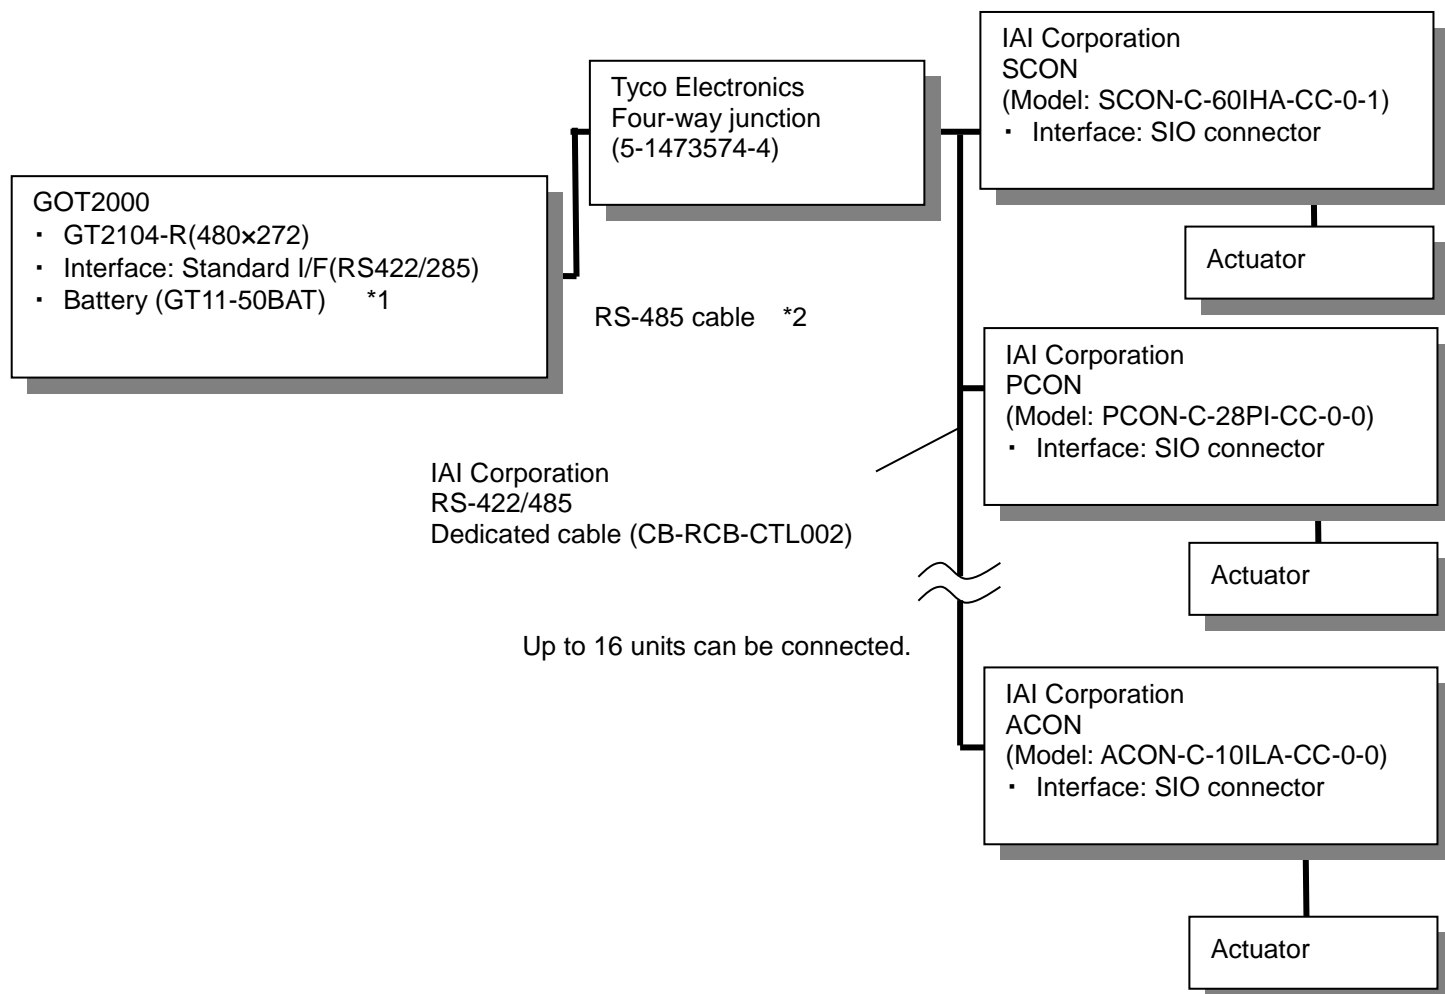 GOT2000
・ GT2104-R(480×272)
・ Interface: Standard I/F(RS422/285)
・ Battery (GT11-50BAT) *1
Tyco Electronics
Four-way junction
(5-1473574-4)
RS-485 cable *2
IAI Corporation
RS-422/485
Dedicated cable (CB-RCB-CTL002)
Up to 16 units can be connected.
IAI Corporation
SCON
(Model: SCON-C-60IHA-CC-0-1)
・ Interface: SIO connector
Actuator
IAI Corporation
PCON
(Model: PCON-C-28PI-CC-0-0)
・ Interface: SIO connector
Actuator
IAI Corporation
ACON
(Model: ACON-C-10ILA-CC-0-0)
・ Interface: SIO connector
Actuator